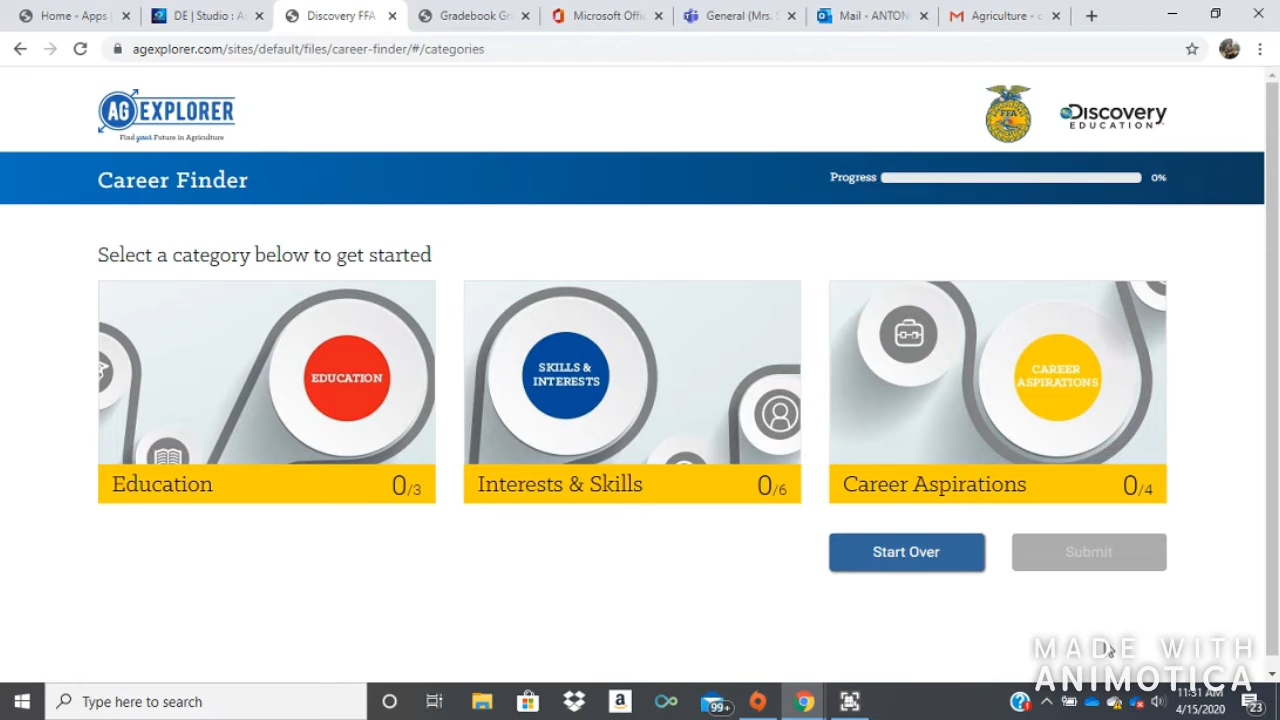 Home - Apps |
DE | Studio : A
Discovery FFA
Gradebook Gr
Microsoft Offi
General (Mrs.
Mail - ANTON
Agriculture - c
agexplorer.com/sites/default/files/career-finder/#/categories
AG EXPLORER
Find your Future in Agriculture
FFA
Discovery
EDUCATION
Career Finder
Progress
0%
Select a category below to get started
EDUCATION
SKILLS &
INTERESTS
CAREER
ASPIRATIONS
Education
0/3
Interests & Skills
0/6
Career Aspirations
0/4
Start Over
Submit
MADE WITH
ANIMOTICA
Type here to search
99+
11:31 AM
4/15/2020
23